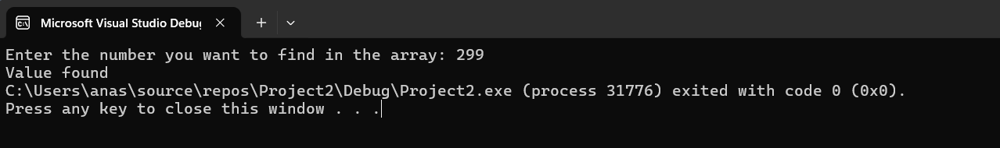 Microsoft Visual Studio Debu
Enter the number you want to find in the array: 299
Value found
C:\Users\anas\source\repos\Project2\Debug\Project2.exe (process 31776) exited with code 0 (0x0).
Press any key to close this window . . .